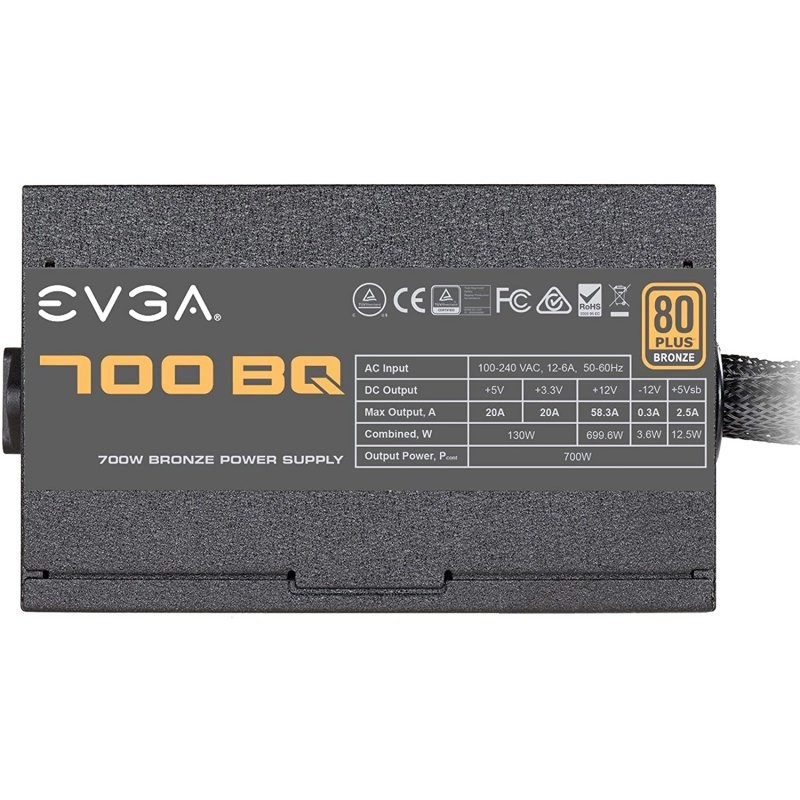 EVGA®
700 BQ
700W BRONZE POWER SUPPLY
CE
FC
RoHS
80
PLUS®
BRONZE
AC Input 100-240 VAC, 12-6A, 50-60Hz
DC Output +5V +3.3V +12V -12V +5Vsb
Max Output, A 20A 20A 58.3A 0.3A 2.5A
Combined, W 130W 699.6W 3.6W 12.5W
Output Power, Pcont 700W